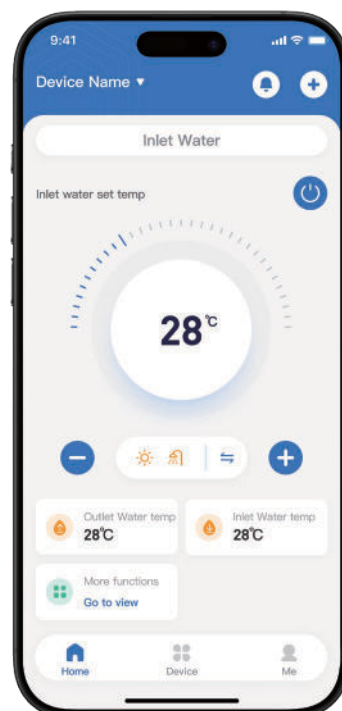 9:41
Device Name ▼
Inlet Water
Inlet water set temp
28℃
Outlet Water temp
28℃
Inlet Water temp
28℃
More functions
Go to view
Home
Device
Me